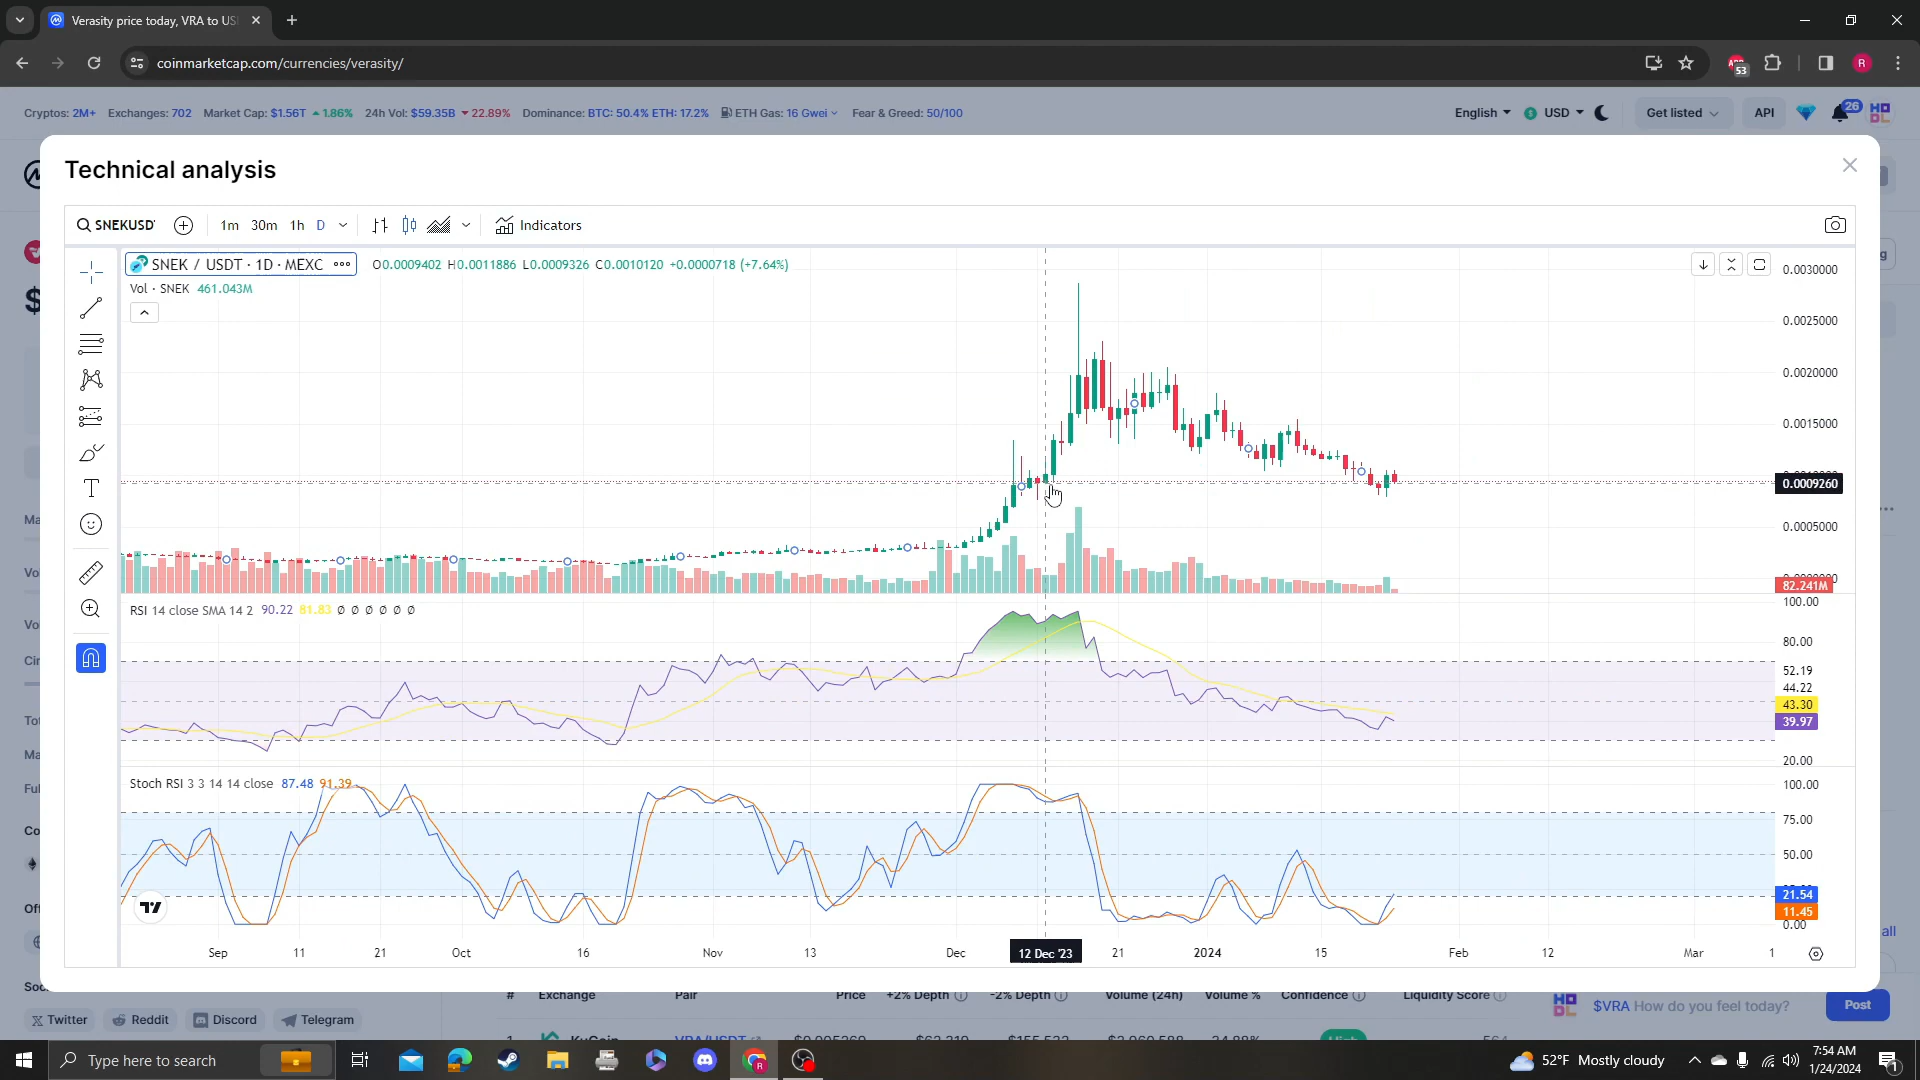 Verasity price today, VRA to US
coinmarketcap.com/currencies/verasity/
53
R
Cryptos: 2M+ Exchanges: 702 Market Cap: $1.56T 1.86% 24h Vol: $59.35B 22.89% Dominance: BTC: 50.4% ETH: 17.2% ETH Gas: 16 Gwei Fear & Greed: 50/100
English USD Get listed API 26
Technical analysis
SNEKUSD 1m 30m 1h D Indicators
SNEK / USDT · 1D · MEXC O0.0009402 H0.0011886 L0.0009326 C0.0010120 +0.0000718 (+7.64%)
Vol · SNEK 461.043M
0.0030000
0.0025000
0.0020000
0.0015000
0.0009260
0.0005000
82.241M
RSI 14 close SMA 14 2 90.22 81.83 Ø Ø Ø Ø Ø Ø
100.00
80.00
52.19
44.22
43.30
39.97
20.00
Stoch RSI 3 3 14 14 close 87.48 91.39
100.00
75.00
50.00
21.54
11.45
0.00
Sep 11 21 Oct 16 Nov 13 Dec 12 Dec '23 21 2024 15 Feb 12 Mar 1
# Exchange Pair Price +2% Depth -2% Depth Volume (24h) Volume % Confidence Liquidity Score
$VRA How do you feel today? Post
Twitter Reddit Discord Telegram
Type here to search
52°F Mostly cloudy
7:54 AM
1/24/2024
1